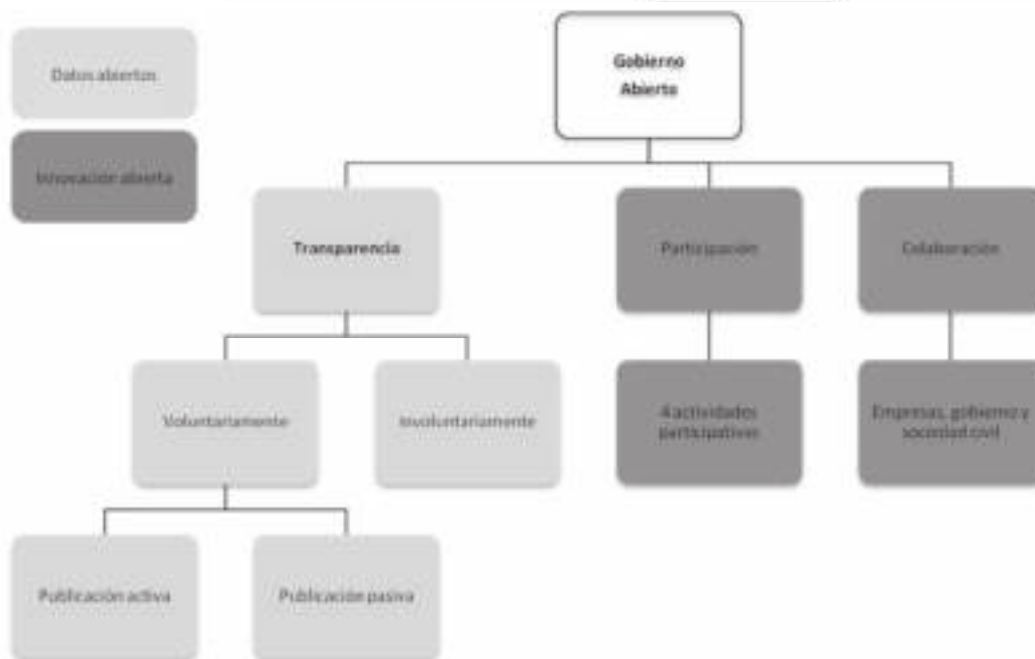 Datos abiertos
Innovación abierta
Gobierno
Abierto
Transparencia
Participación
Colaboración
Voluntariamente
Involuntariamente
4 actividades
participativas
Empresas, gobierno y
sociedad civil
Publicación activa
Publicación pasiva